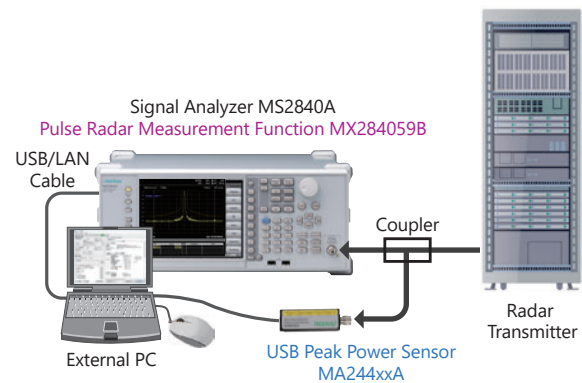 Signal Analyzer MS2840A
Pulse Radar Measurement Function MX284059B
USB/LAN
Cable
Coupler
External PC
USB Peak Power Sensor
MA244xxA
Radar
Transmitter